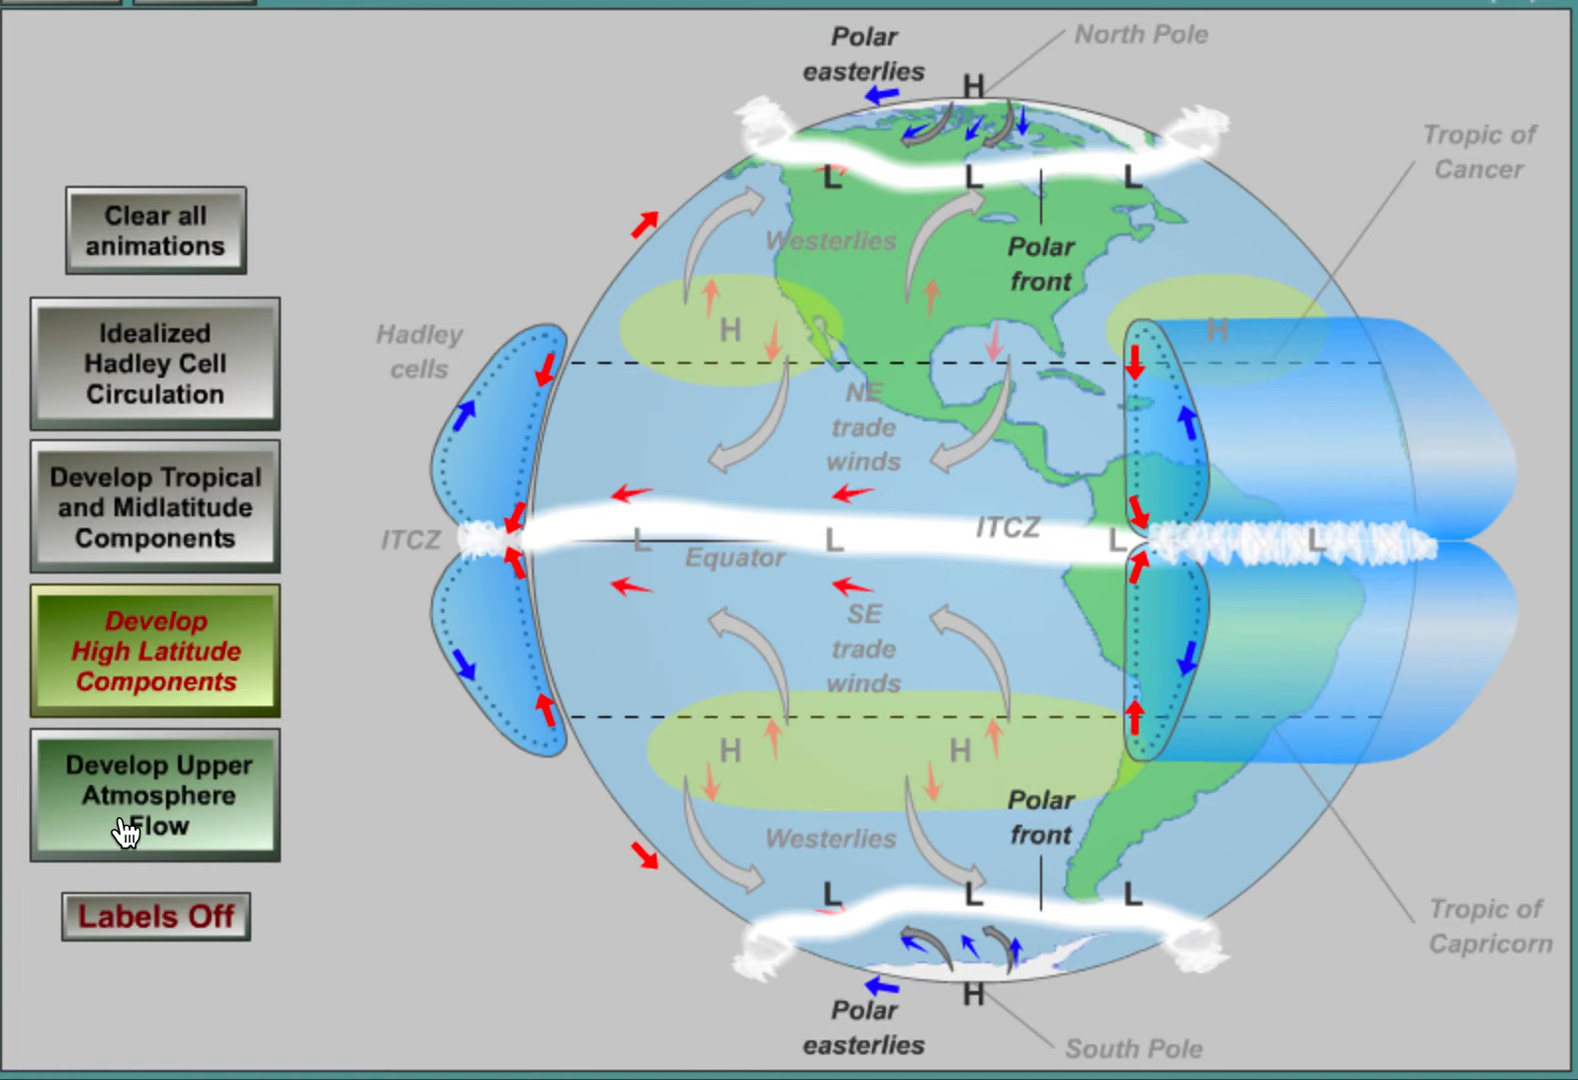 Polar
easterlies
North Pole
H
Tropic of
Cancer
L
L
L
Clear all
animations
Westerlies
Polar
front
Idealized
Hadley Cell
Circulation
Hadley
cells
H
H
NE
trade
winds
Develop Tropical
and Midlatitude
Components
ITCZ
L
L
ITCZ
L
L
Equator
Develop
High Latitude
Components
SE
trade
winds
H
H
Develop Upper
Atmosphere
Flow
Westerlies
Polar
front
L
L
L
Labels Off
Tropic of
Capricorn
H
Polar
easterlies
South Pole